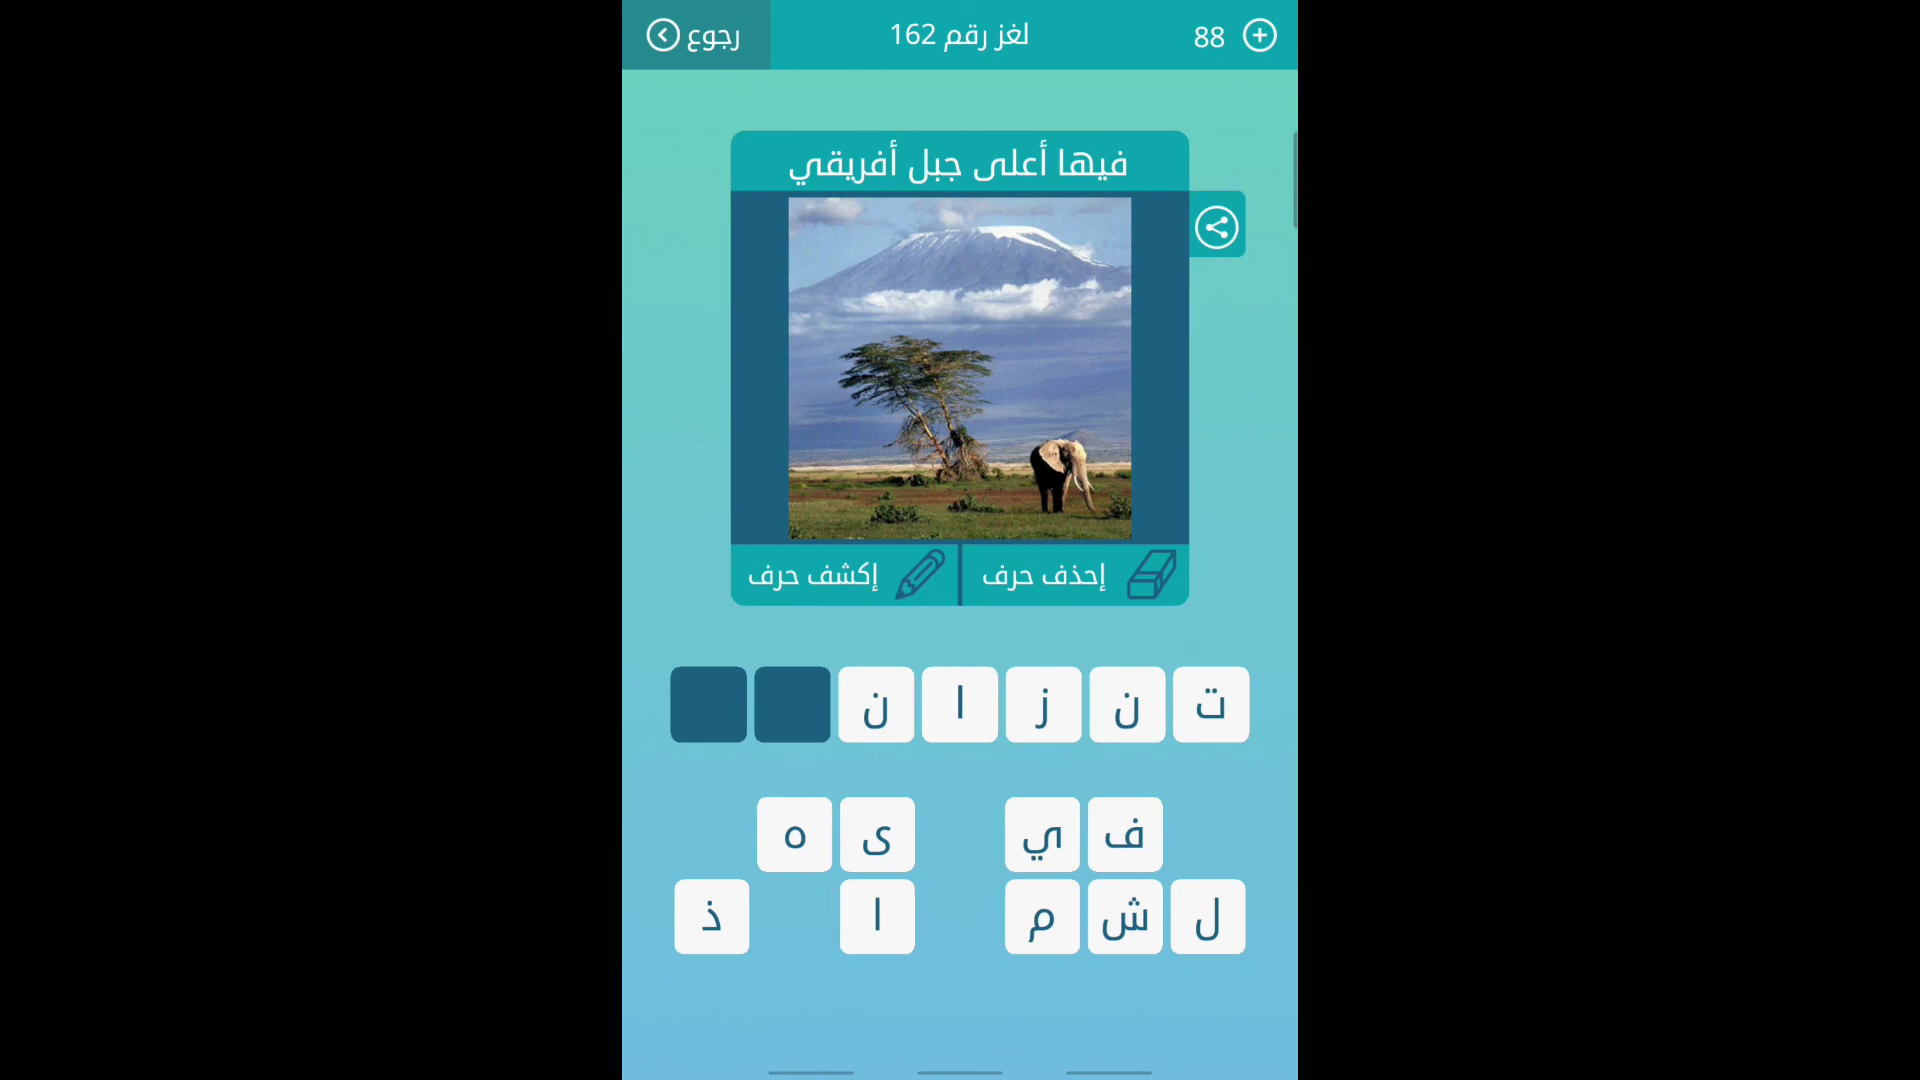 رجوع
لغز رقم 162
88
فيها أعلى جبل أفريقي
إحذف حرف
إكشف حرف
ت ن ز ا ن
ف ي ى ه
ل ش م ا ذ